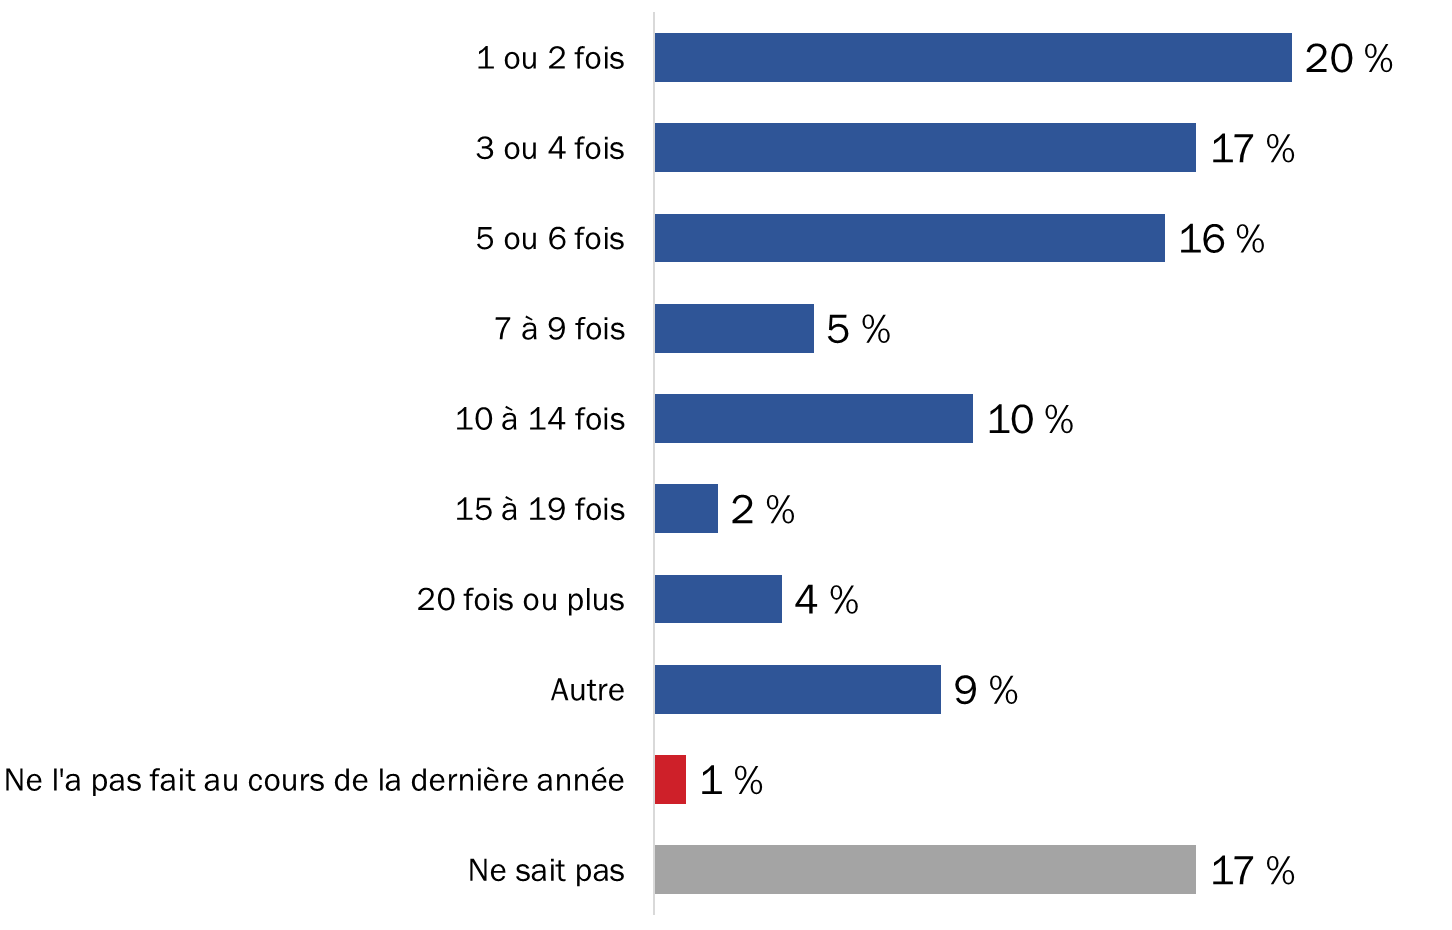 1 ou 2 fois 20 %
3 ou 4 fois 17 %
5 ou 6 fois 16 %
7 à 9 fois 5 %
10 à 14 fois 10 %
15 à 19 fois 2 %
20 fois ou plus 4 %
Autre 9 %
Ne l'a pas fait au cours de la dernière année 1 %
Ne sait pas 17 %